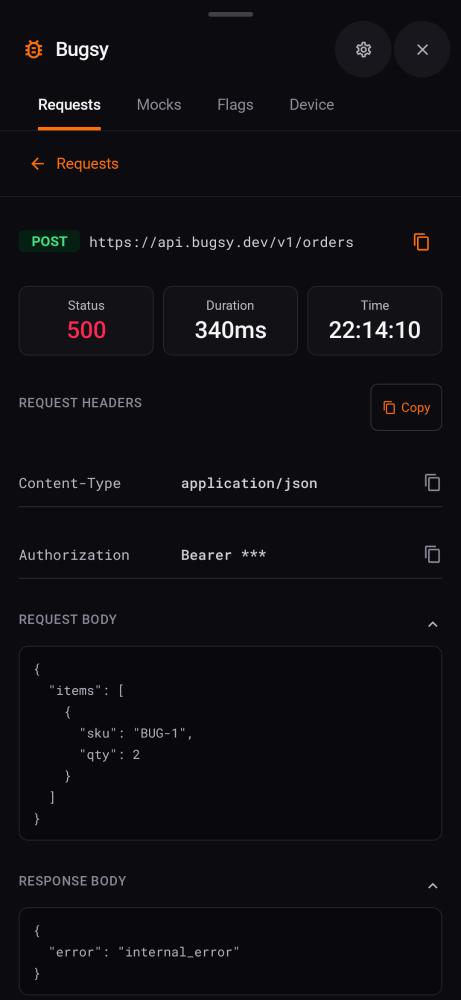 Bugsy
Requests Mocks Flags Device
Requests
POST https://api.bugsy.dev/v1/orders
Status Duration Time
500 340ms 22:14:10
REQUEST HEADERS Copy
Content-Type application/json
Authorization Bearer ***
REQUEST BODY
{
  "items": [
    {
      "sku": "BUG-1",
      "qty": 2
    }
  ]
}
RESPONSE BODY
{
  "error": "internal_error"
}